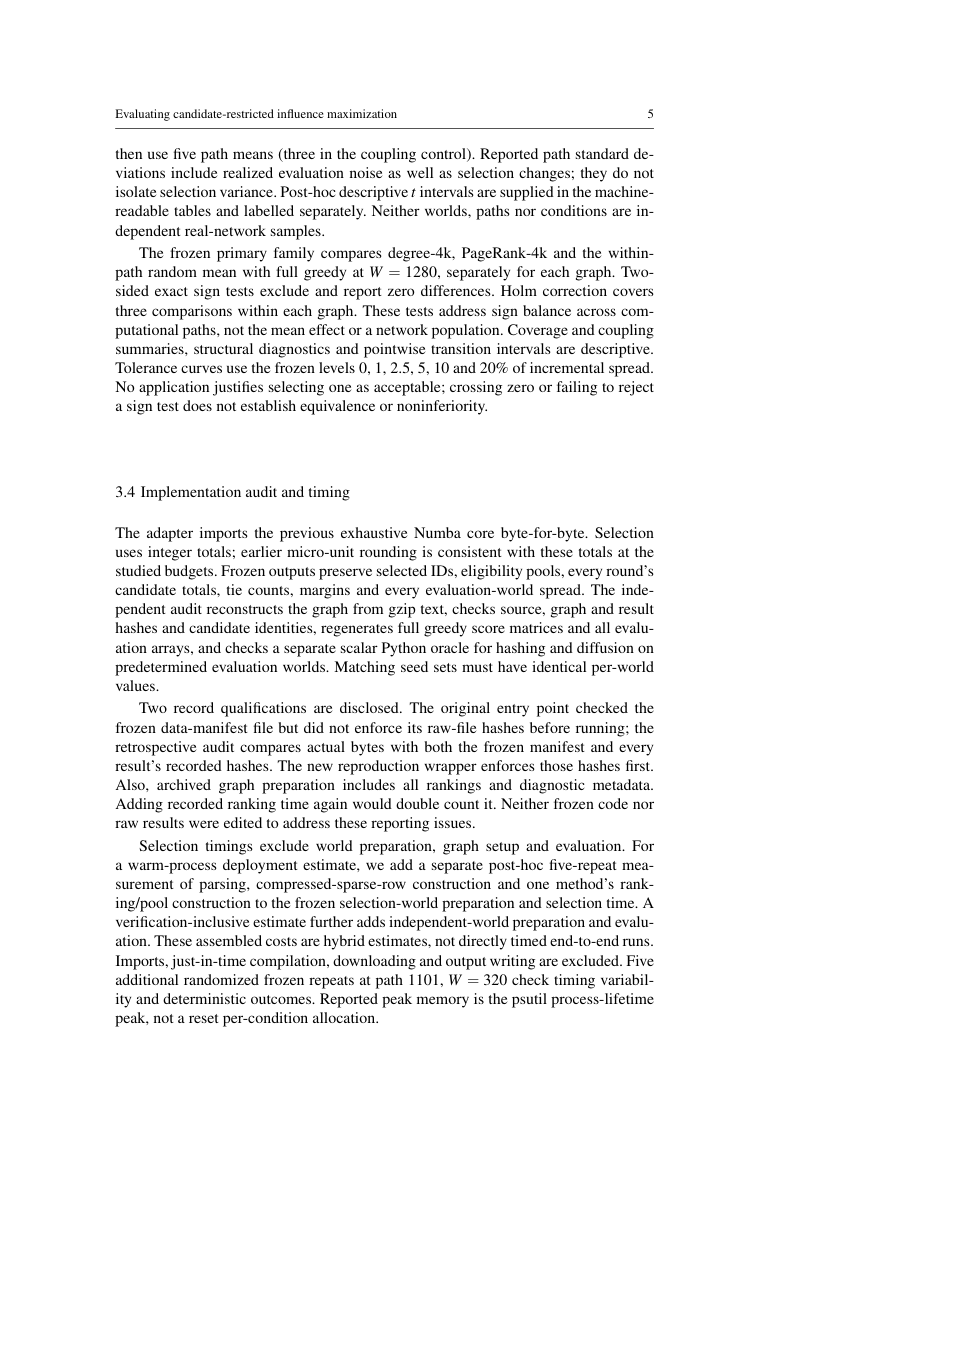 Evaluating candidate-restricted influence maximization 5
then use five path means (three in the coupling control). Reported path standard de-
viations include realized evaluation noise as well as selection changes; they do not
isolate selection variance. Post-hoc descriptive t intervals are supplied in the machine-
readable tables and labelled separately. Neither worlds, paths nor conditions are in-
dependent real-network samples.
The frozen primary family compares degree-4k, PageRank-4k and the within-
path random mean with full greedy at W = 1280, separately for each graph. Two-
sided exact sign tests exclude and report zero differences. Holm correction covers
three comparisons within each graph. These tests address sign balance across com-
putational paths, not the mean effect or a network population. Coverage and coupling
summaries, structural diagnostics and pointwise transition intervals are descriptive.
Tolerance curves use the frozen levels 0, 1, 2.5, 5, 10 and 20% of incremental spread.
No application justifies selecting one as acceptable; crossing zero or failing to reject
a sign test does not establish equivalence or noninferiority.
3.4 Implementation audit and timing
The adapter imports the previous exhaustive Numba core byte-for-byte. Selection
uses integer totals; earlier micro-unit rounding is consistent with these totals at the
studied budgets. Frozen outputs preserve selected IDs, eligibility pools, every round's
candidate totals, tie counts, margins and every evaluation-world spread. The inde-
pendent audit reconstructs the graph from gzip text, checks source, graph and result
hashes and candidate identities, regenerates full greedy score matrices and all evalu-
ation arrays, and checks a separate scalar Python oracle for hashing and diffusion on
predetermined evaluation worlds. Matching seed sets must have identical per-world
values.
Two record qualifications are disclosed. The original entry point checked the
frozen data-manifest file but did not enforce its raw-file hashes before running; the
retrospective audit compares actual bytes with both the frozen manifest and every
result's recorded hashes. The new reproduction wrapper enforces those hashes first.
Also, archived graph preparation includes all rankings and diagnostic metadata.
Adding recorded ranking time again would double count it. Neither frozen code nor
raw results were edited to address these reporting issues.
Selection timings exclude world preparation, graph setup and evaluation. For
a warm-process deployment estimate, we add a separate post-hoc five-repeat mea-
surement of parsing, compressed-sparse-row construction and one method's rank-
ing/pool construction to the frozen selection-world preparation and selection time. A
verification-inclusive estimate further adds independent-world preparation and evalu-
ation. These assembled costs are hybrid estimates, not directly timed end-to-end runs.
Imports, just-in-time compilation, downloading and output writing are excluded. Five
additional randomized frozen repeats at path 1101, W = 320 check timing variabil-
ity and deterministic outcomes. Reported peak memory is the psutil process-lifetime
peak, not a reset per-condition allocation.